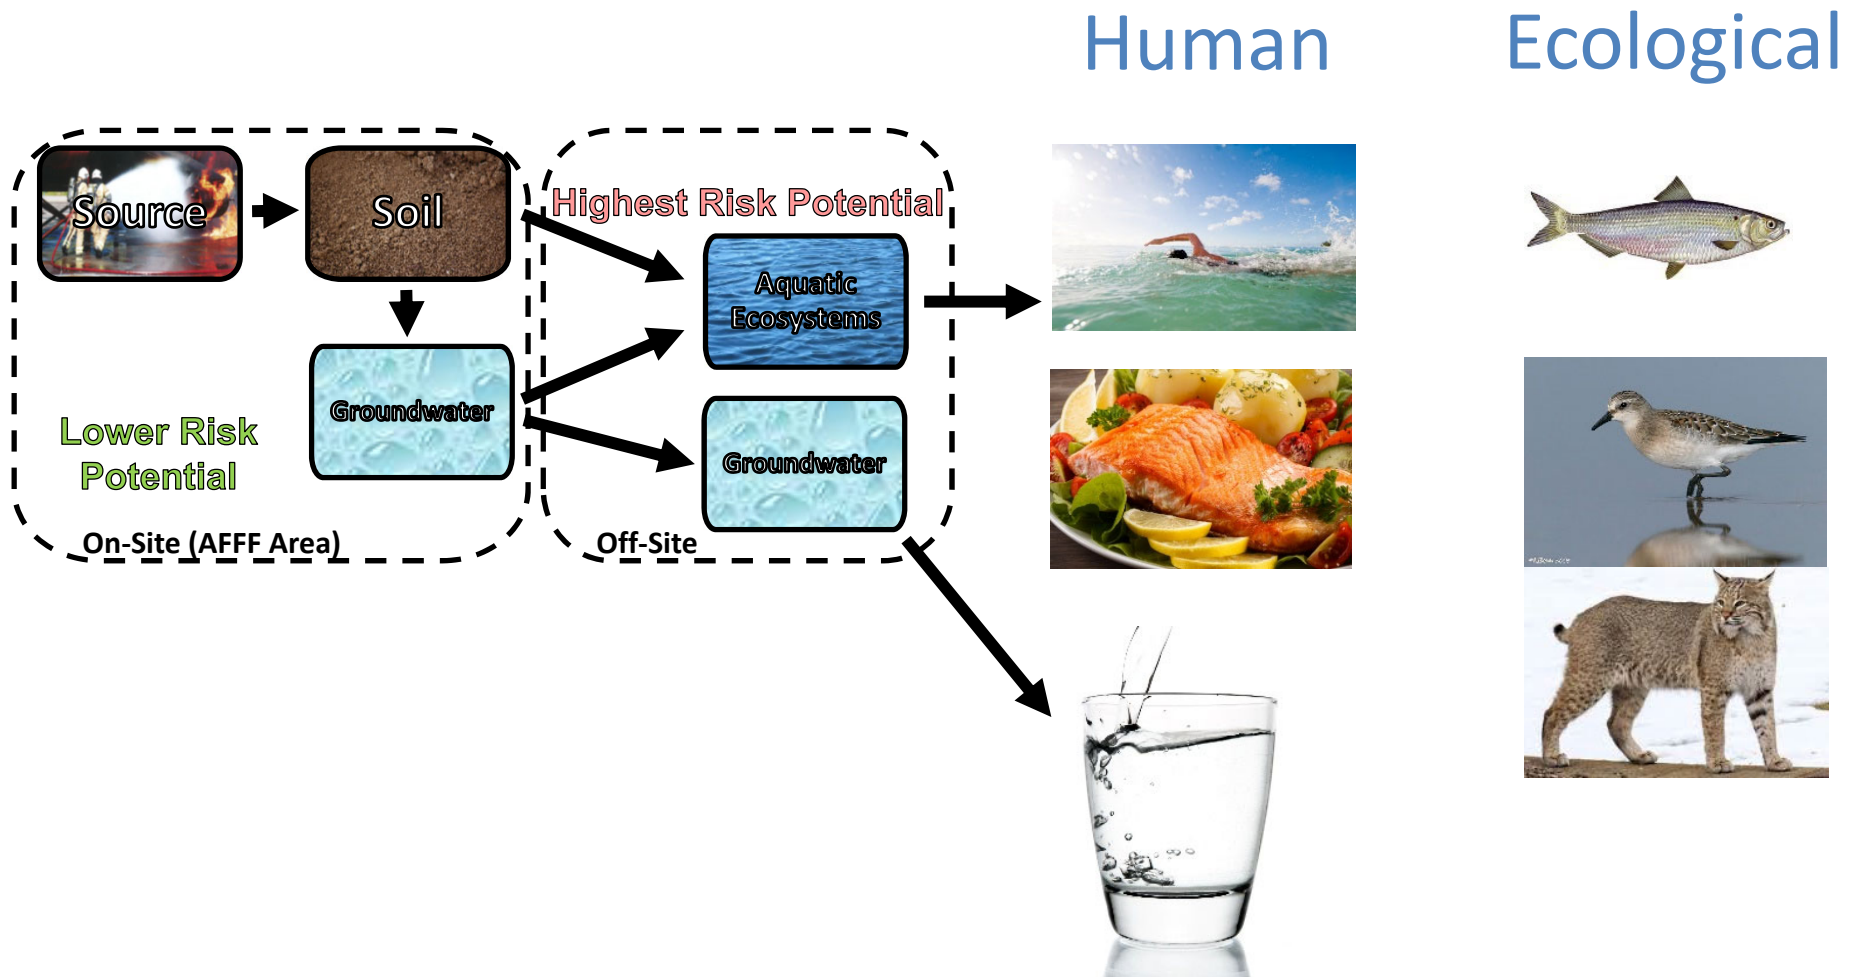 Human
Ecological
Source
Soil
Highest Risk Potential
Aquatic
Ecosystems
Groundwater
Groundwater
Lower Risk
Potential
On-Site (AFFF Area)
Off-Site